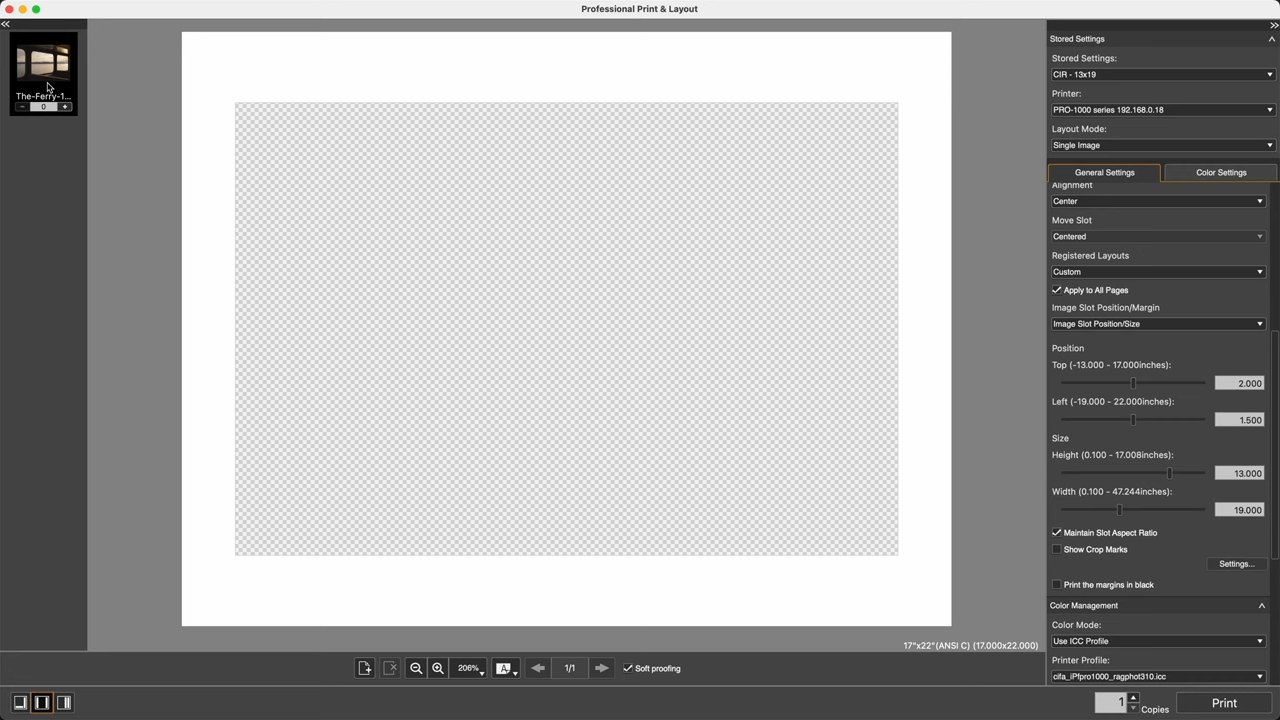 Professional Print & Layout
The-Ferry-1...
0
Stored Settings
Stored Settings:
CIR - 13x19
Printer:
PRO-1000 series 192.168.0.18
Layout Mode:
Single Image
General Settings
Color Settings
Alignment
Center
Move Slot
Centered
Registered Layouts
Custom
Apply to All Pages
Image Slot Position/Margin
Image Slot Position/Size
Position
Top (-13.000 - 17.000inches):
2.000
Left (-19.000 - 22.000inches):
1.500
Size
Height (0.100 - 17.008inches):
13.000
Width (0.100 - 47.244inches):
19.000
Maintain Slot Aspect Ratio
Show Crop Marks
Settings...
Print the margins in black
Color Management
Color Mode:
Use ICC Profile
Printer Profile:
cifa_iPfpro1000_ragphot310.icc
17"x22"(ANSI C) (17.000x22.000)
206%
A
1/1
Soft proofing
1
Copies
Print